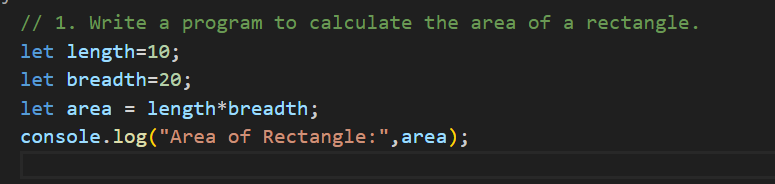 // 1. Write a program to calculate the area of a rectangle.
let length=10;
let breadth=20;
let area = length*breadth;
console.log("Area of Rectangle:",area);